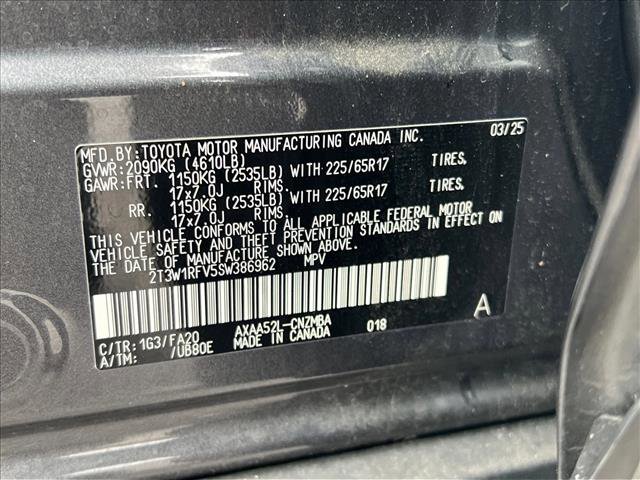 MFD.BY:TOYOTA MOTOR MANUFACTURING CANADA INC. 03/25
GVWR:2090KG (4610LB)
GAWR:FRT. 1150KG (2535LB) WITH 225/65R17 TIRES,
17x7.0J RIMS.
RR. 1150KG (2535LB) WITH 225/65R17 TIRES,
17x7.0J RIMS.
THIS VEHICLE CONFORMS TO ALL APPLICABLE FEDERAL MOTOR
VEHICLE SAFETY AND THEFT PREVENTION STANDARDS IN EFFECT ON
THE DATE OF MANUFACTURE SHOWN ABOVE.
2T3W1RFV5SW386962 MPV
C/TR: 1G3/FA20 AXAA52L-CNZMBA 018 A
A/TM: /UB80E MADE IN CANADA